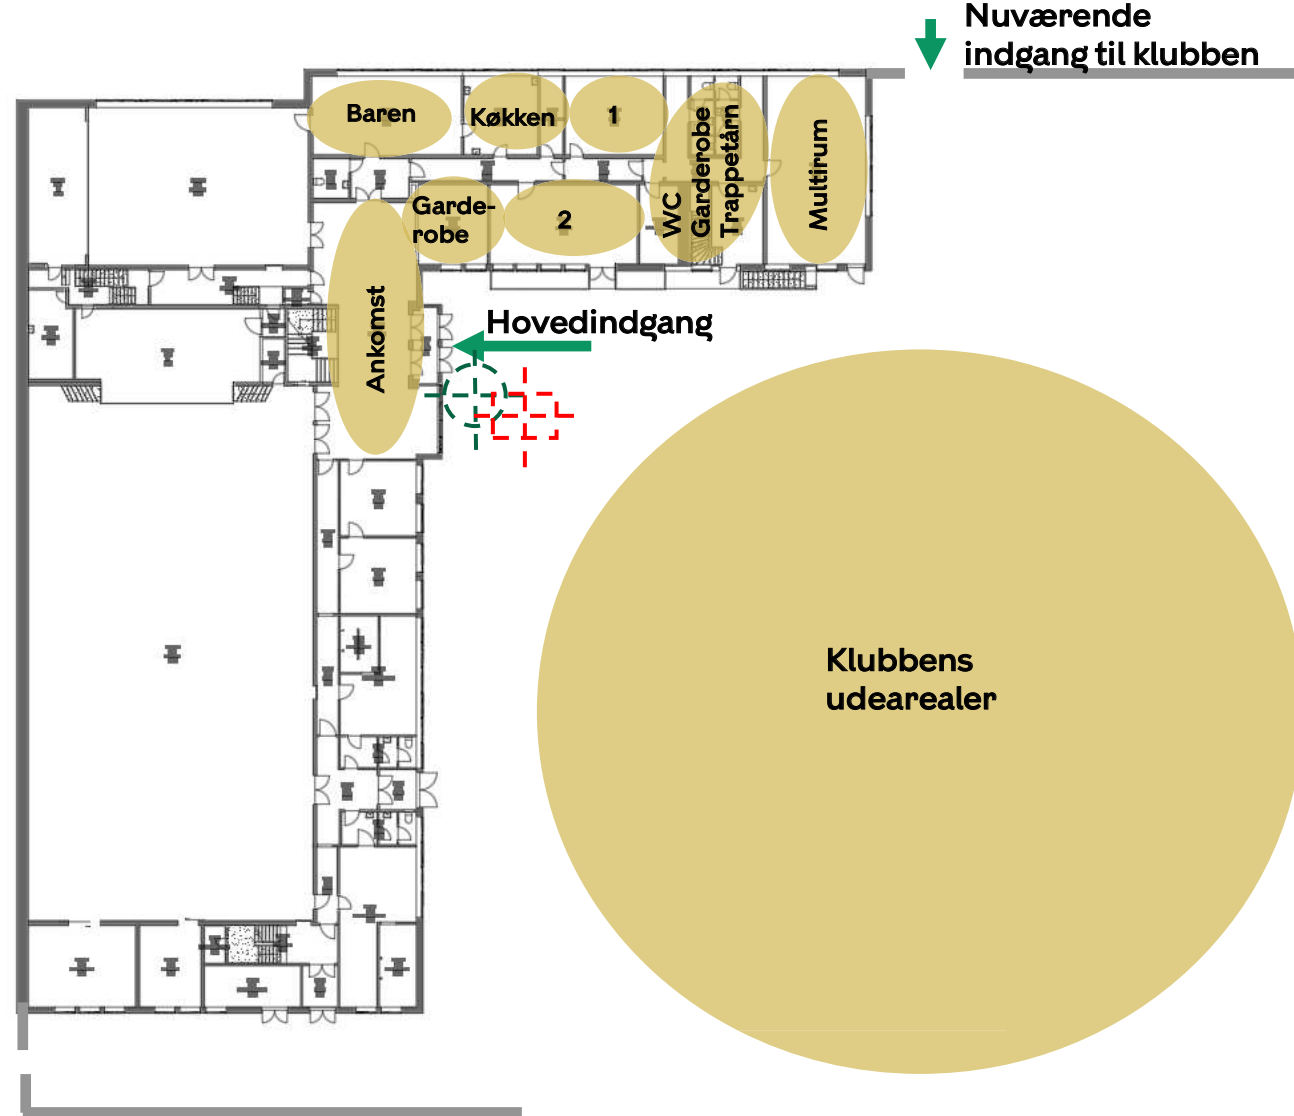 Nuværende
indgang til klubben
Baren
Køkken
1
Garde-
robe
2
WC
Garderobe
Trappetårn
Multirum
Ankomst
Hovedindgang
Klubbens
udearealer